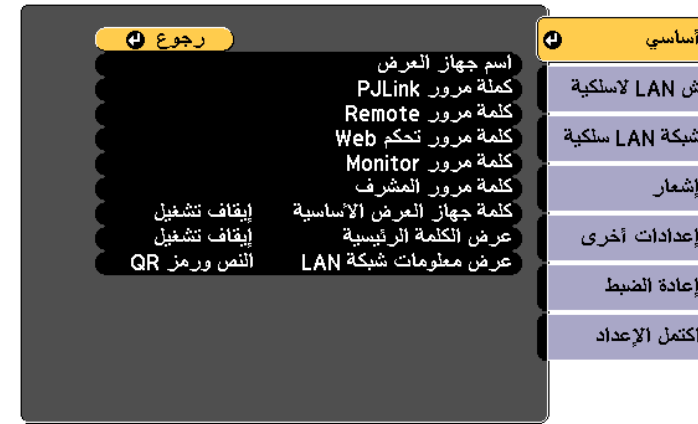 أساسي
ش LAN لاسلكية
شبكة LAN سلكية
إشعار
إعدادات أخرى
إعادة الضبط
اكتمل الإعداد
رجوع
اسم جهاز العرض
كملة مرور PJLink
كلمة مرور Remote
كلمة مرور تحكم Web
كلمة مرور Monitor
كلمة مرور المشرف
كلمة جهاز العرض الأساسية إيقاف تشغيل
عرض الكلمة الرئيسية إيقاف تشغيل
عرض معلومات شبكة LAN النص ورمز QR